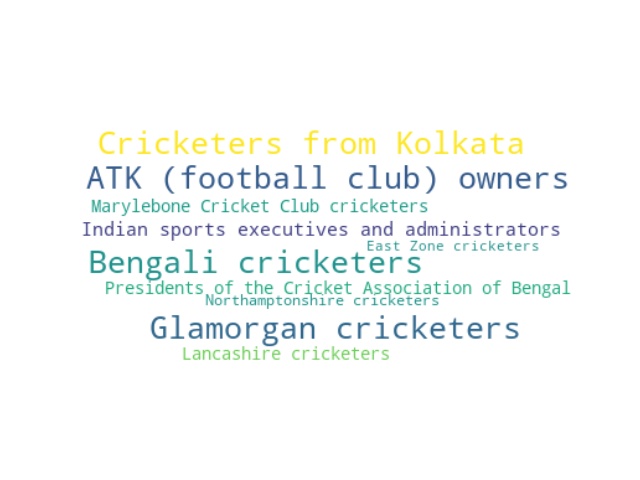 Cricketers from Kolkata
ATK (football club) owners
Marylebone Cricket Club cricketers
Indian sports executives and administrators
East Zone cricketers
Bengali cricketers
Presidents of the Cricket Association of Bengal
Northamptonshire cricketers
Glamorgan cricketers
Lancashire cricketers